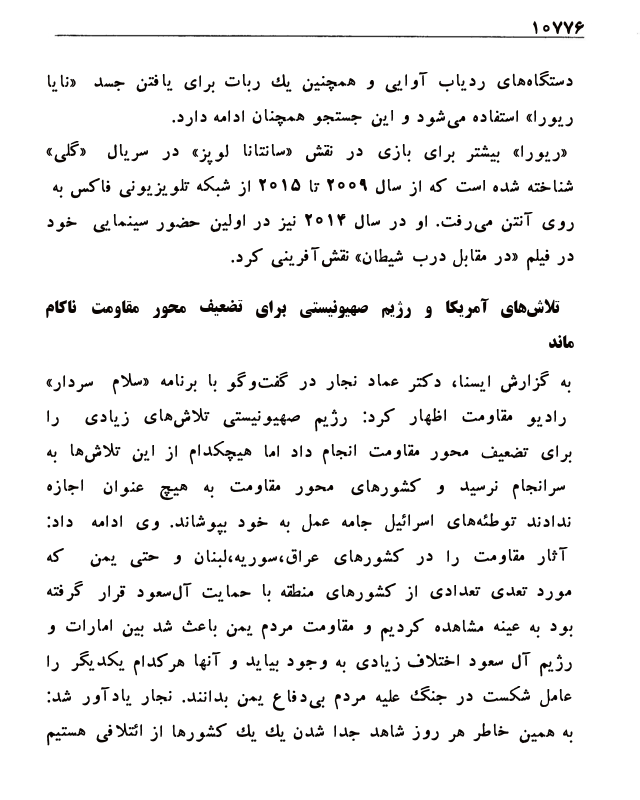 ۱۰۷۷۶
دستگاه‌های ردیاب آوایی و همچنین یك ربات برای یافتن جسد «نایا
ریورا» استفاده می‌شود و این جستجو همچنان ادامه دارد.
«ریورا» بیشتر برای بازی در نقش «سانتانا لوپز» در سریال «گلی»
شناخته شده است که از سال ۲۰۰۹ تا ۲۰۱۵ از شبکه تلویزیونی فاکس به
روی آنتن می‌رفت. او در سال ۲۰۱۴ نیز در اولین حضور سینمایی خود
در فیلم «در مقابل درب شیطان» نقش‌آفرینی کرد.
تلاش‌های آمریکا و رژیم صهیونیستی برای تضعیف محور مقاومت ناکام
ماند
به گزارش ایسنا، دکتر عماد نجار در گفت‌وگو با برنامه «سلام سردار»
رادیو مقاومت اظهار کرد: رژیم صهیونیستی تلاش‌های زیادی را
برای تضعیف محور مقاومت انجام داد اما هیچکدام از این تلاش‌ها به
سرانجام نرسید و کشورهای محور مقاومت به هیچ عنوان اجازه
ندادند توطئه‌های اسرائیل جامه عمل به خود بپوشاند. وی ادامه داد:
آثار مقاومت را در کشورهای عراق،سوریه،لبنان و حتی یمن که
مورد تعدی تعدادی از کشورهای منطقه با حمایت آل‌سعود قرار گرفته
بود به عینه مشاهده کردیم و مقاومت مردم یمن باعث شد بین امارات و
رژیم آل سعود اختلاف زیادی به وجود بیاید و آنها هرکدام یکدیگر را
عامل شکست در جنگ علیه مردم بی‌دفاع یمن بدانند. نجار یادآور شد:
به همین خاطر هر روز شاهد جدا شدن یك یك کشورها از ائتلافی هستیم